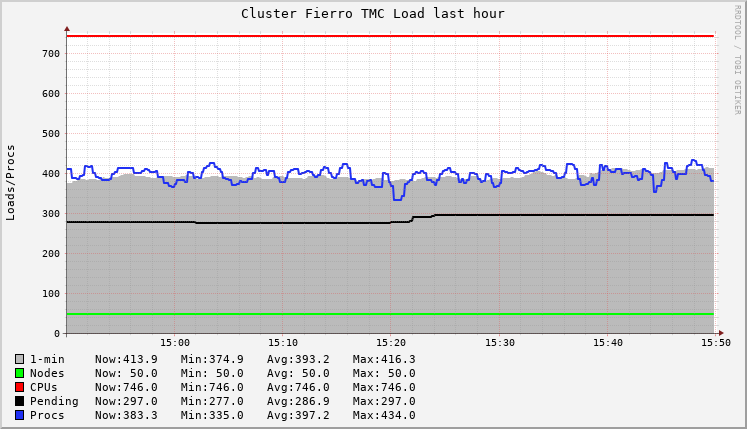 Cluster Fierro TMC Load last hour
RRDTOOL / TOBI OETIKER
Loads/Procs
700
600
500
400
300
200
100
0
15:00 15:10 15:20 15:30 15:40 15:50
1-min Now:413.9 Min:374.9 Avg:393.2 Max:416.3
Nodes Now: 50.0 Min: 50.0 Avg: 50.0 Max: 50.0
CPUs Now:746.0 Min:746.0 Avg:746.0 Max:746.0
Pending Now:297.0 Min:277.0 Avg:286.9 Max:297.0
Procs Now:383.3 Min:335.0 Avg:397.2 Max:434.0